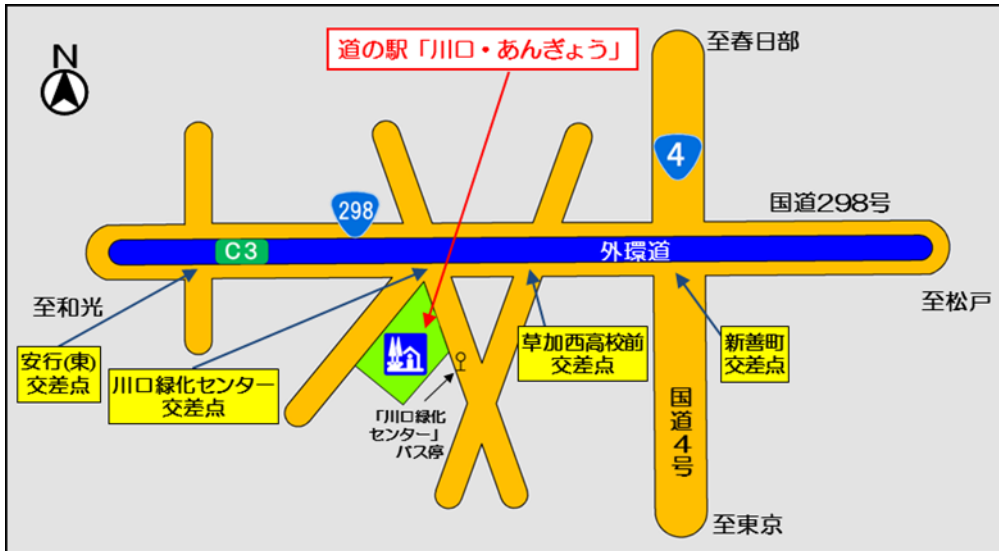 N
道の駅「川口・あんぎょう」
至春日部
4
298
国道298号
C3
外環道
至和光
至松戸
安行(東)
交差点
川口緑化センター
交差点
草加西高校前
交差点
新善町
交差点
「川口緑化
センター」
バス停
国道4号
至東京